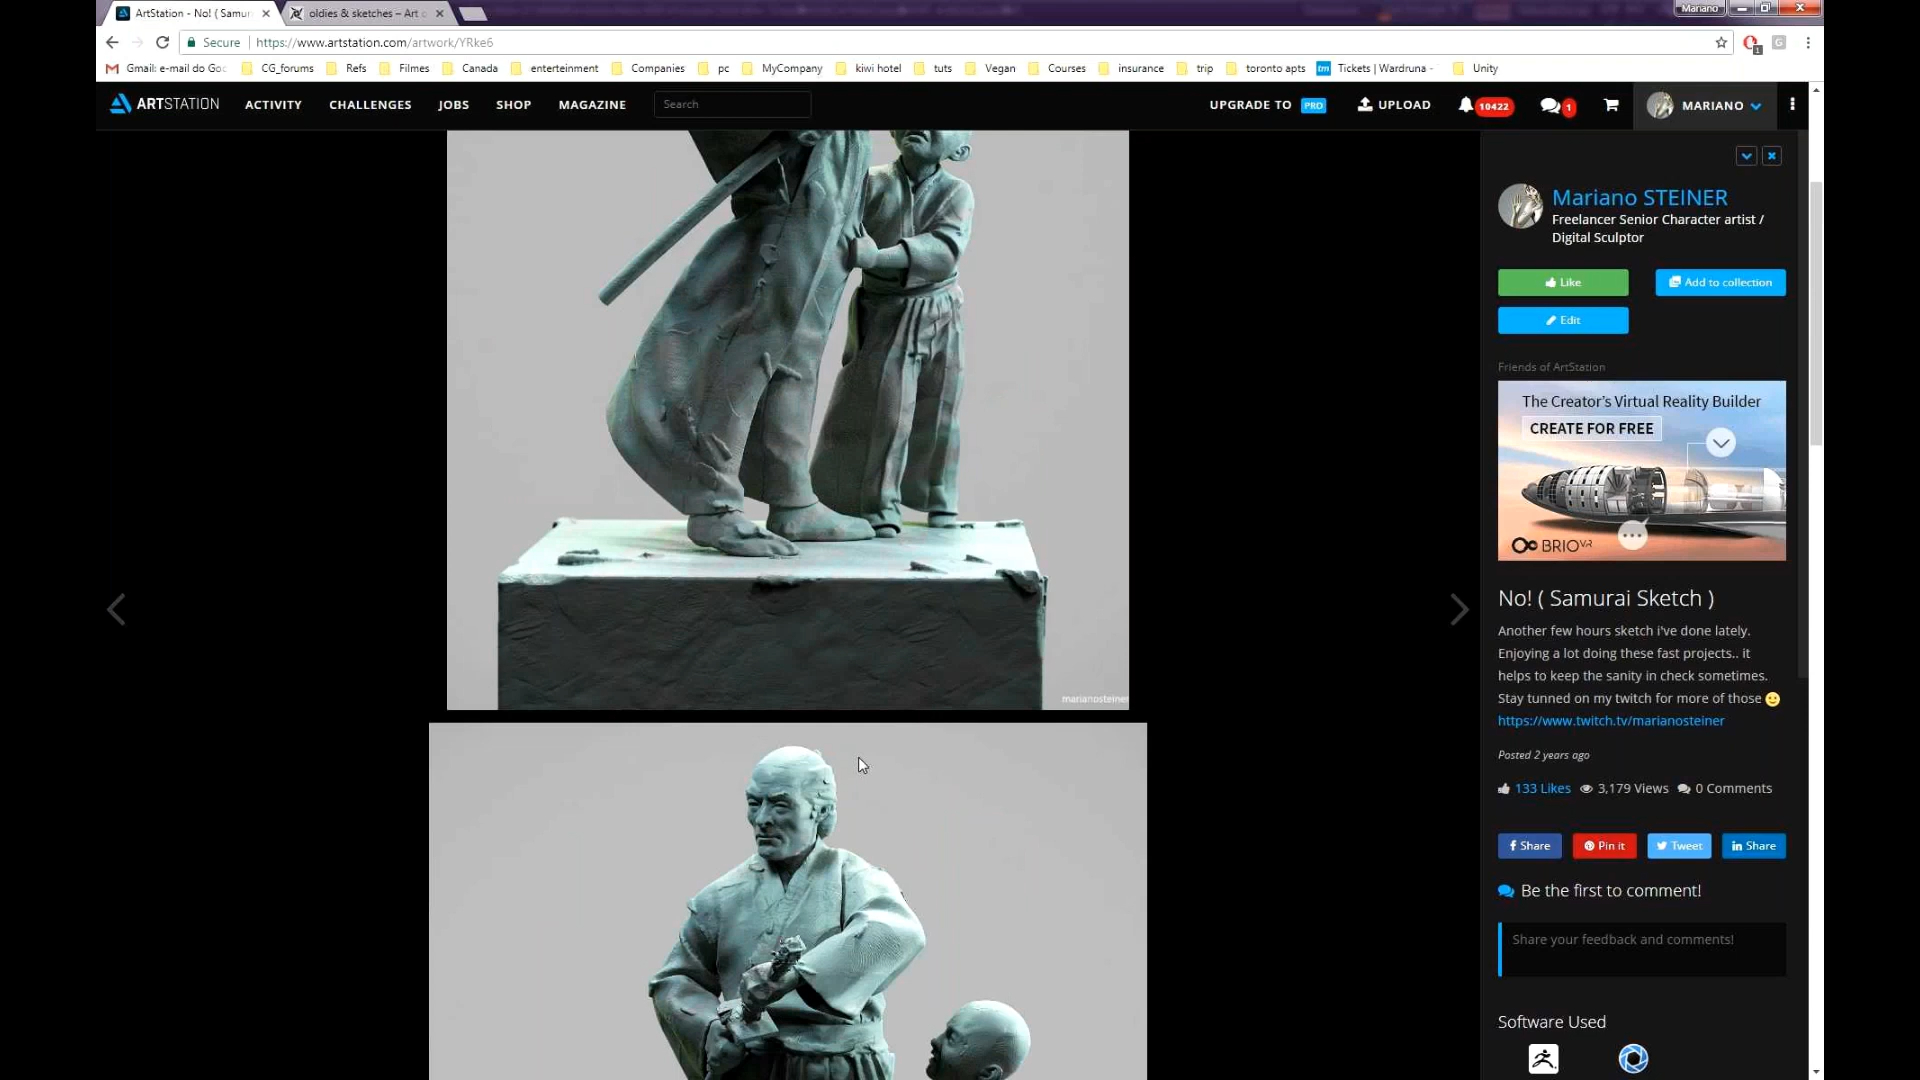 ArtStation - No! ( Samur
oldies & sketches – Art o
Mariano
Secure
https://www.artstation.com/artwork/YRke6
Gmail: e-mail do Goo
CG_forums
Refs
Filmes
Canada
enterteinment
Companies
pc
MyCompany
kiwi hotel
tuts
Vegan
Courses
insurance
trip
toronto apts
tm
Tickets | Wardruna -
Unity
ARTSTATION
ACTIVITY
CHALLENGES
JOBS
SHOP
MAGAZINE
Search
UPGRADE TO PRO
UPLOAD
10422
1
MARIANO
Mariano STEINER
Freelancer Senior Character artist /
Digital Sculptor
Like
Add to collection
Edit
Friends of ArtStation
The Creator's Virtual Reality Builder
CREATE FOR FREE
BRIO VR
No! ( Samurai Sketch )
Another few hours sketch i've done lately.
Enjoying a lot doing these fast projects.. it
helps to keep the sanity in check sometimes.
Stay tunned on my twitch for more of those 🙂
https://www.twitch.tv/marianosteiner
Posted 2 years ago
133 Likes
3,179 Views
0 Comments
Share
Pin it
Tweet
Share
Be the first to comment!
Share your feedback and comments!
Software Used
marianosteiner